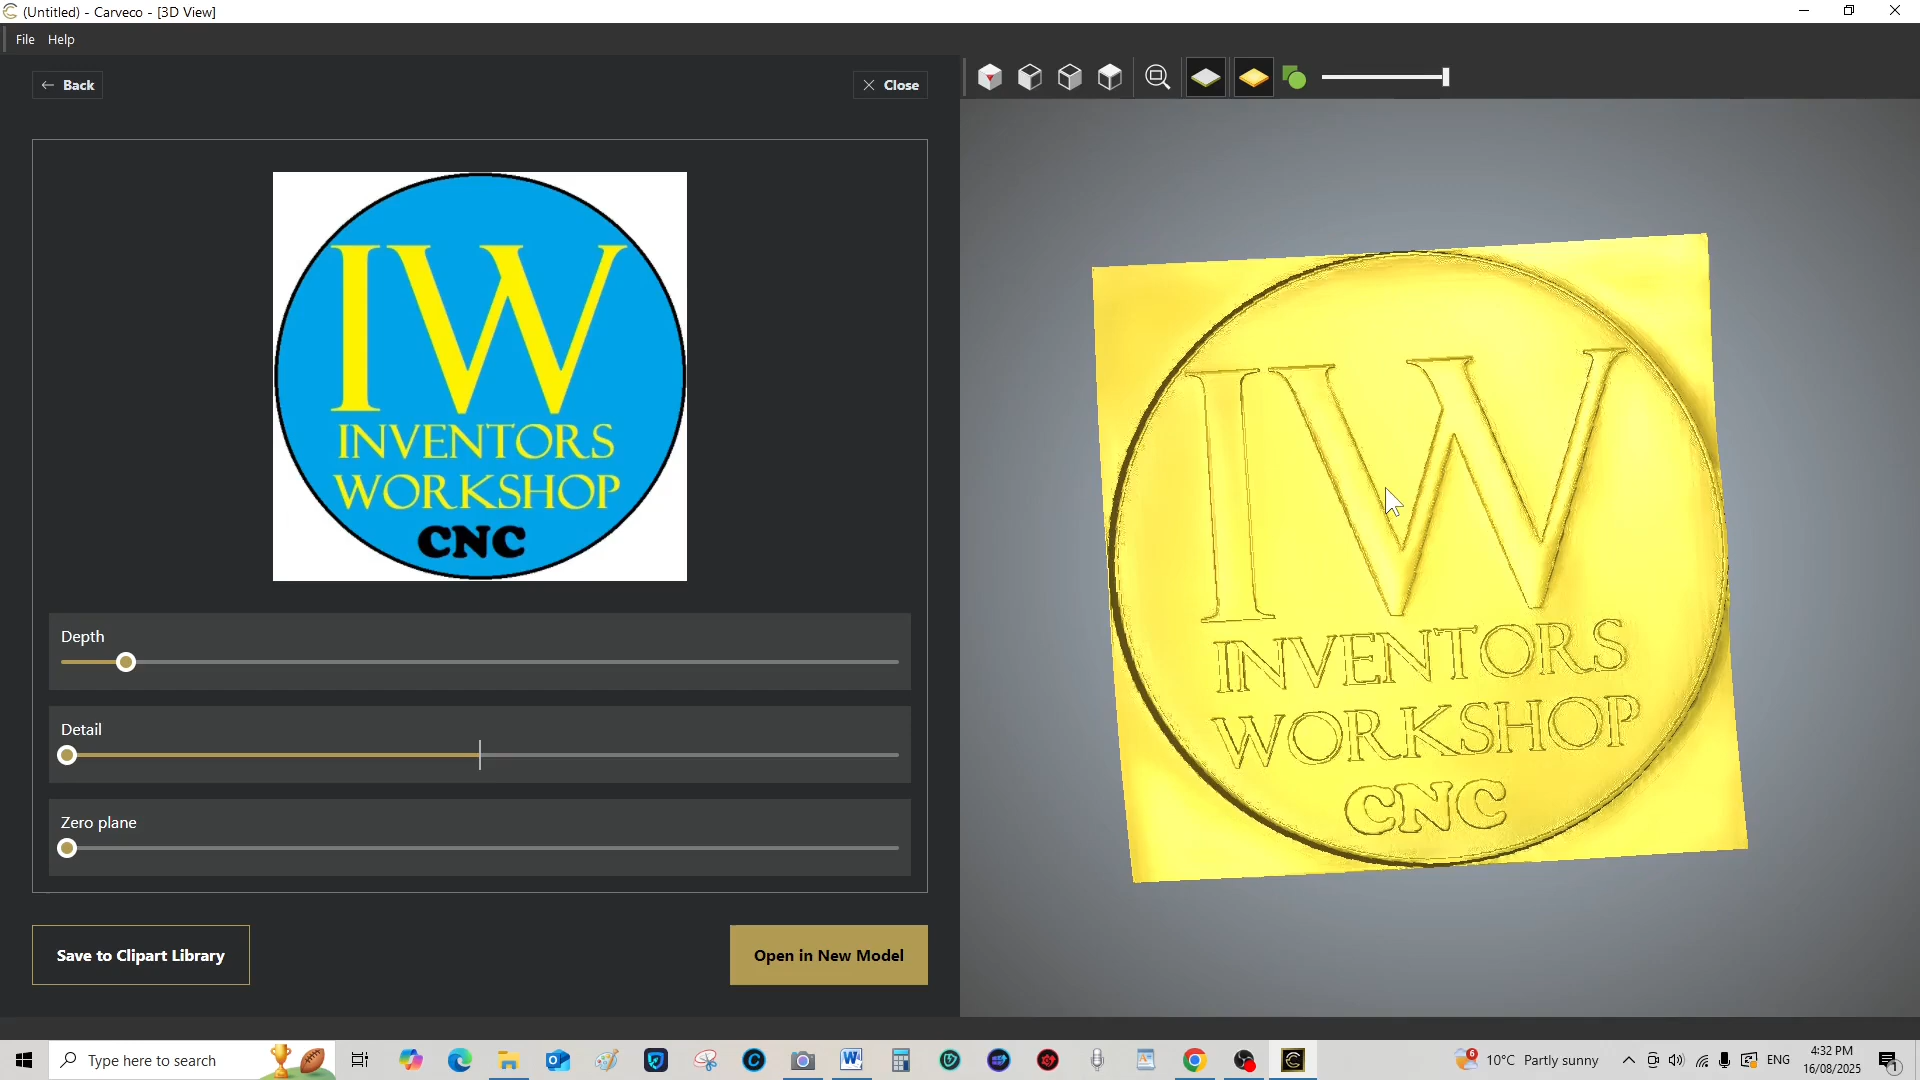 (Untitled) - Carveco - [3D View]
File Help
Back
Close
IW
INVENTORS
WORKSHOP
CNC
Depth
Detail
Zero plane
Save to Clipart Library
Open in New Model
IW
INVENTORS
WORKSHOP
CNC
Type here to search
6
10°C Partly sunny
ENG
4:32 PM
16/08/2025
1